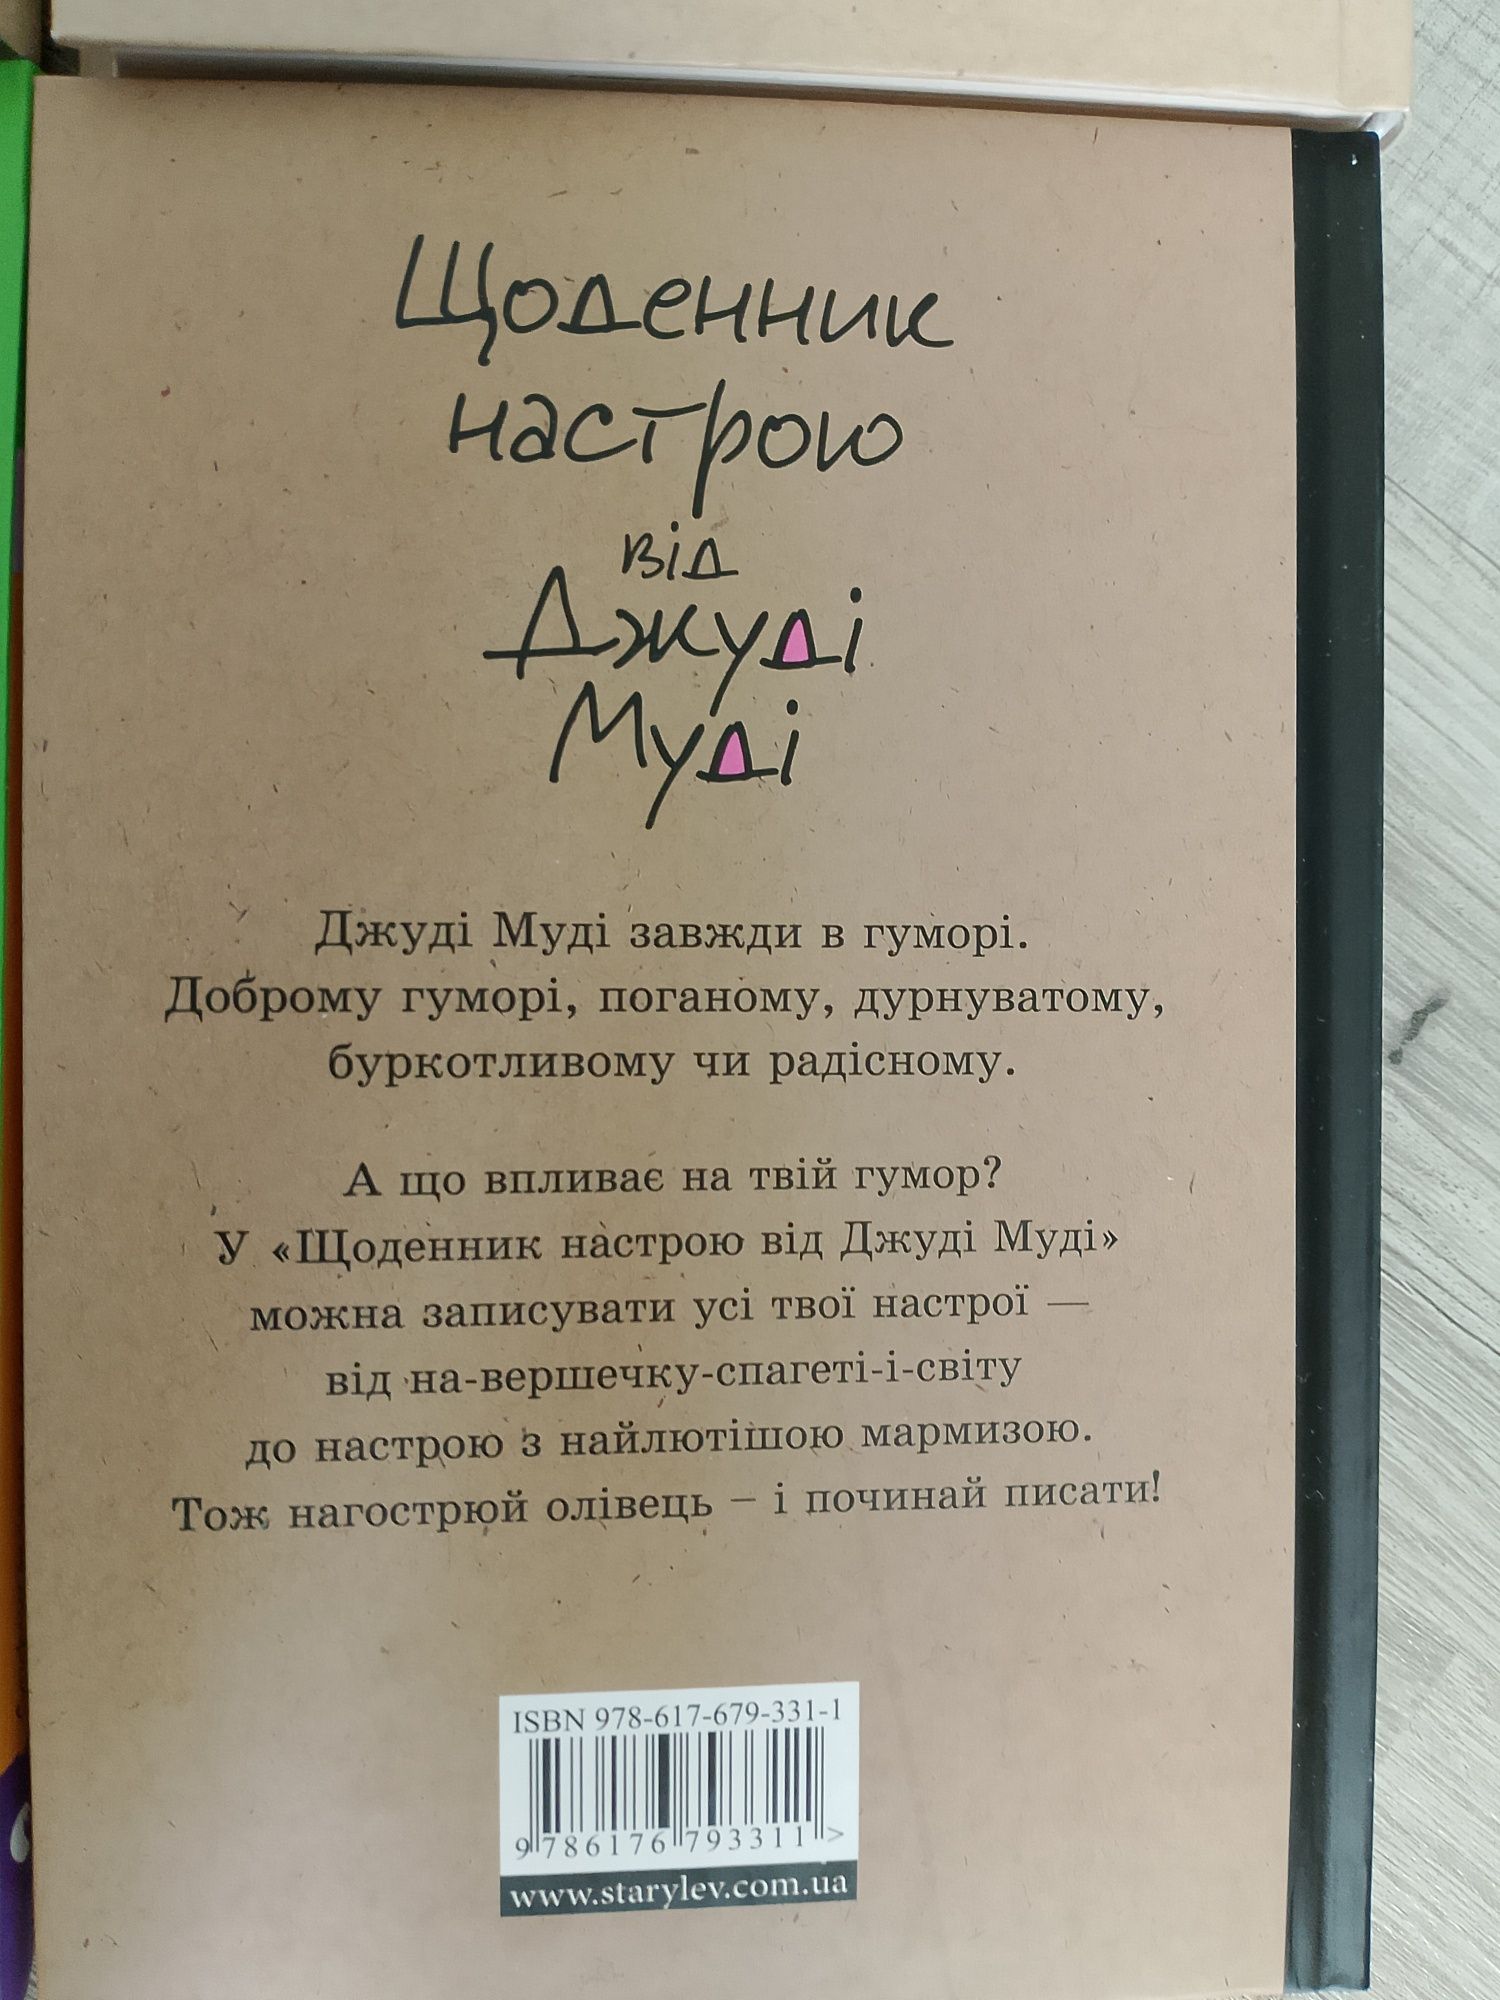 Щоденник
настрою
від
Джуді
Муді
Джуді Муді завжди в гуморі.
Доброму гуморі, поганому, дурнуватому,
буркотливому чи радісному.
А що впливає на твій гумор?
У «Щоденник настрою від Джуді Муді»
можна записувати усі твої настрої —
від на-вершечку-спагеті-і-світу
до настрою з найлютішою мармизою.
Тож нагострюй олівець – і починай писати!
ISBN 978-617-679-331-1
9 786176 793311 >
www.starylev.com.ua